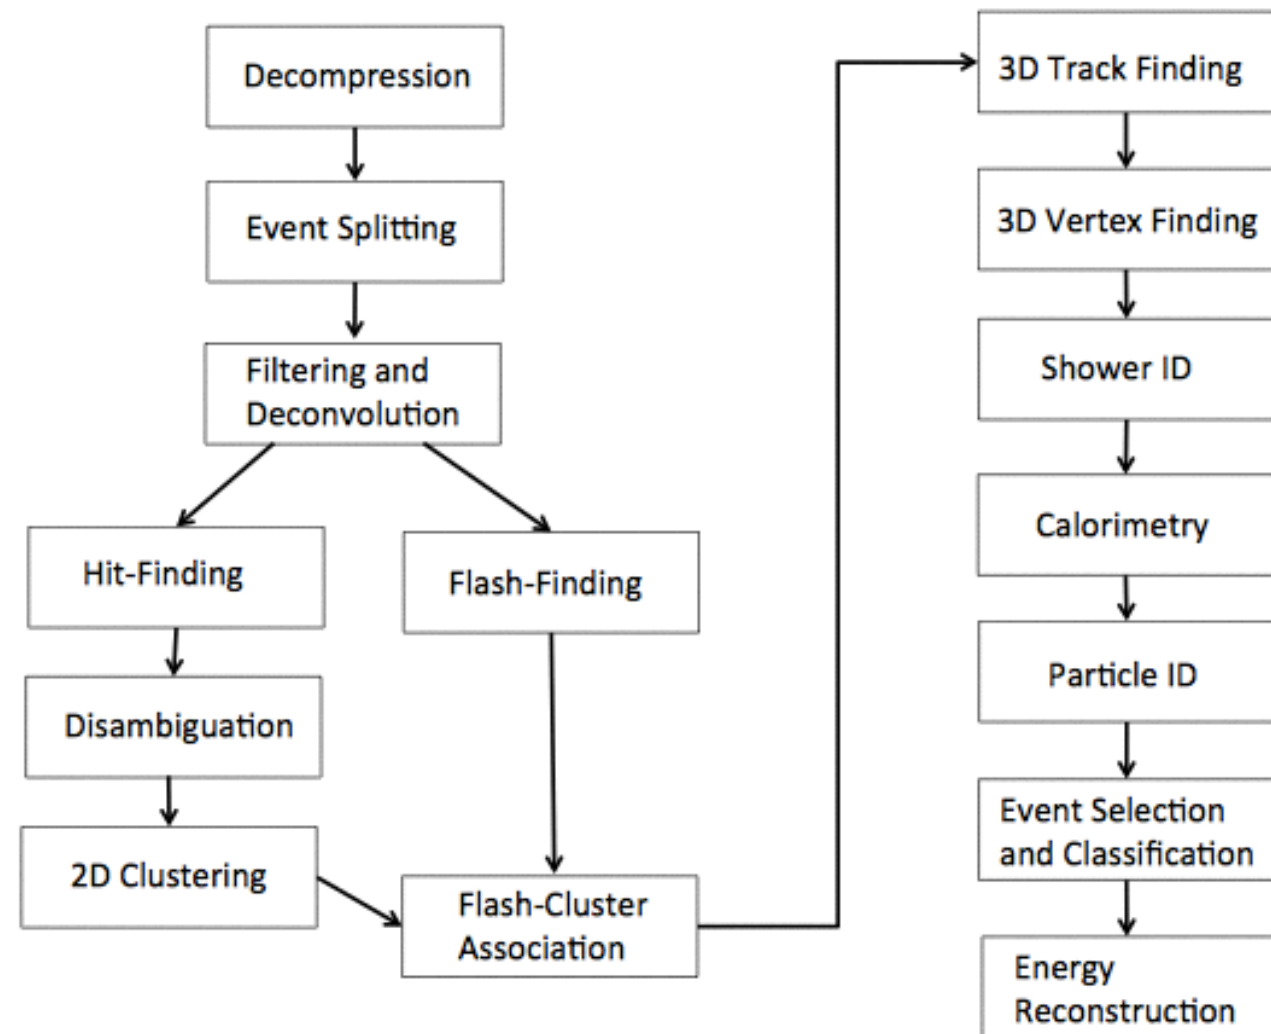 Decompression
Event Splitting
Filtering and
Deconvolution
Hit-Finding
Flash-Finding
Disambiguation
2D Clustering
Flash-Cluster
Association
3D Track Finding
3D Vertex Finding
Shower ID
Calorimetry
Particle ID
Event Selection
and Classification
Energy
Reconstruction